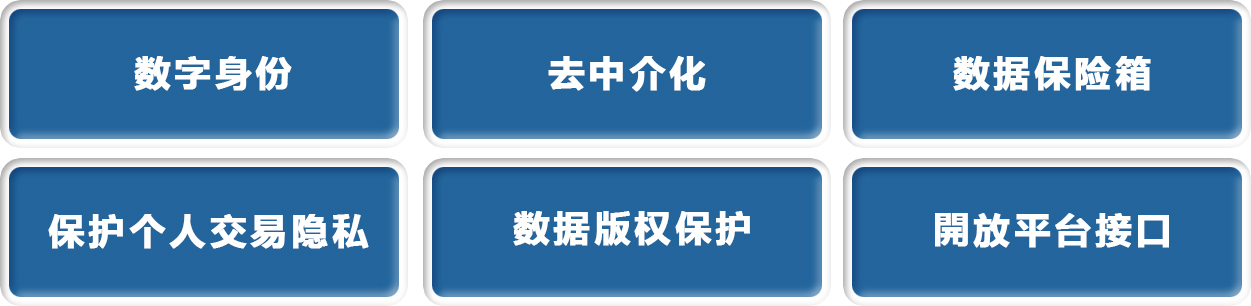 数字身份
去中介化
数据保险箱
保护个人交易隐私
数据版权保护
開放平台接口